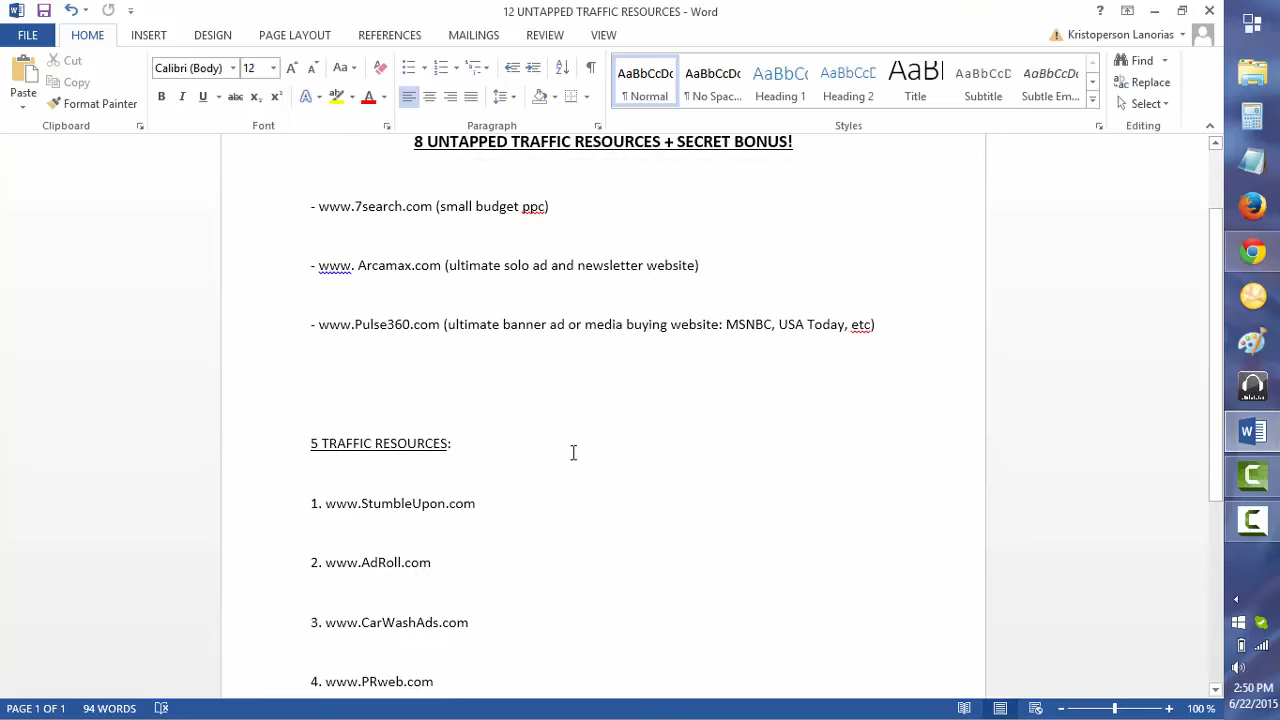 12 UNTAPPED TRAFFIC RESOURCES - Word
FILE HOME INSERT DESIGN PAGE LAYOUT REFERENCES MAILINGS REVIEW VIEW
Kristoperson Lanorias
Paste
Cut
Copy
Format Painter
Clipboard
Calibri (Body) 12
Font
Paragraph
AaBbCcDc AaBbCcDc AaBbCc AaBbCcC AaBl AaBbCcD AaBbCcDc
¶ Normal ¶ No Spac... Heading 1 Heading 2 Title Subtitle Subtle Em...
Styles
Find
Replace
Select
Editing
8 UNTAPPED TRAFFIC RESOURCES + SECRET BONUS!
- www.7search.com (small budget ppc)
- www. Arcamax.com (ultimate solo ad and newsletter website)
- www.Pulse360.com (ultimate banner ad or media buying website: MSNBC, USA Today, etc)
5 TRAFFIC RESOURCES:
1. www.StumbleUpon.com
2. www.AdRoll.com
3. www.CarWashAds.com
4. www.PRweb.com
PAGE 1 OF 1 94 WORDS
100 %
2:50 PM
6/22/2015